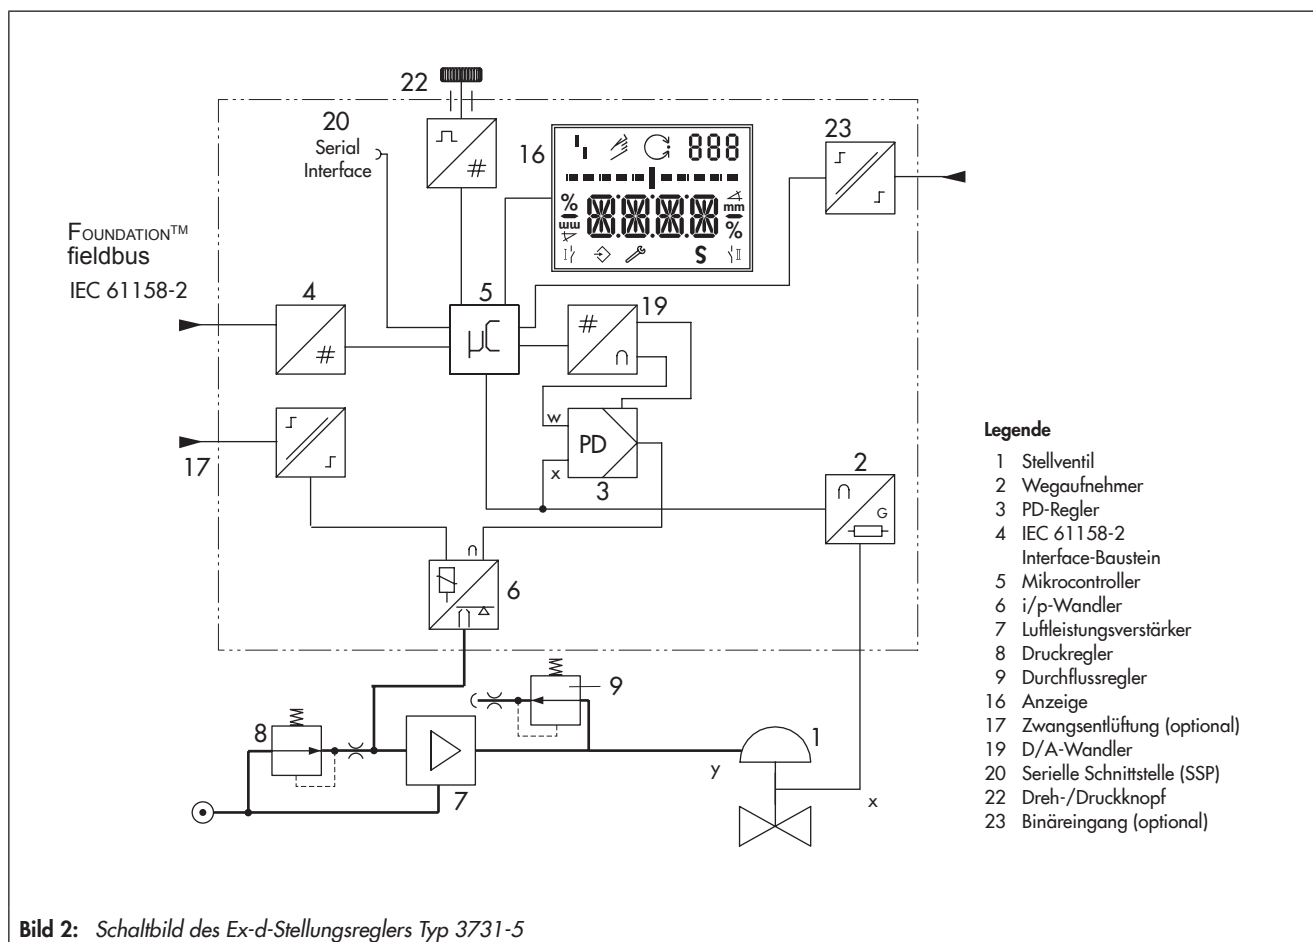 22
20
Serial
Interface
#
16
888
%
mm
mm
%
I
S
II
23
FOUNDATION™
fieldbus
IEC 61158-2
4
#
5
µC
#
19
w
PD
x
3
17
2
G
6
8
7
9
y
1
x
Legende
1 Stellventil
2 Wegaufnehmer
3 PD-Regler
4 IEC 61158-2
Interface-Baustein
5 Mikrocontroller
6 i/p-Wandler
7 Luftleistungsverstärker
8 Druckregler
9 Durchflussregler
16 Anzeige
17 Zwangsentlüftung (optional)
19 D/A-Wandler
20 Serielle Schnittstelle (SSP)
22 Dreh-/Druckknopf
23 Binäreingang (optional)
Bild 2: Schaltbild des Ex-d-Stellungsreglers Typ 3731-5